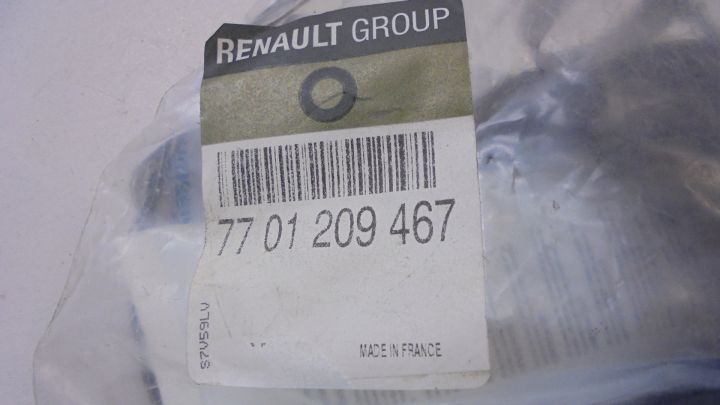 RENAULT GROUP
77 01 209 467
S7V59LV
MADE IN FRANCE